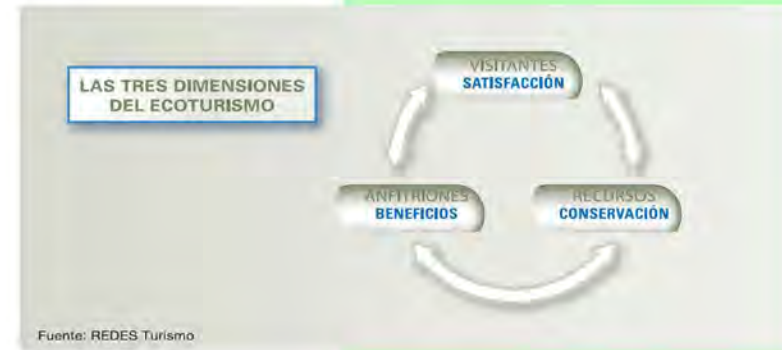 LAS TRES DIMENSIONES
DEL ECOTURISMO
VISITANTES
SATISFACCIÓN
ANFITRIONES
BENEFICIOS
RECURSOS
CONSERVACIÓN
Fuente: REDES Turismo